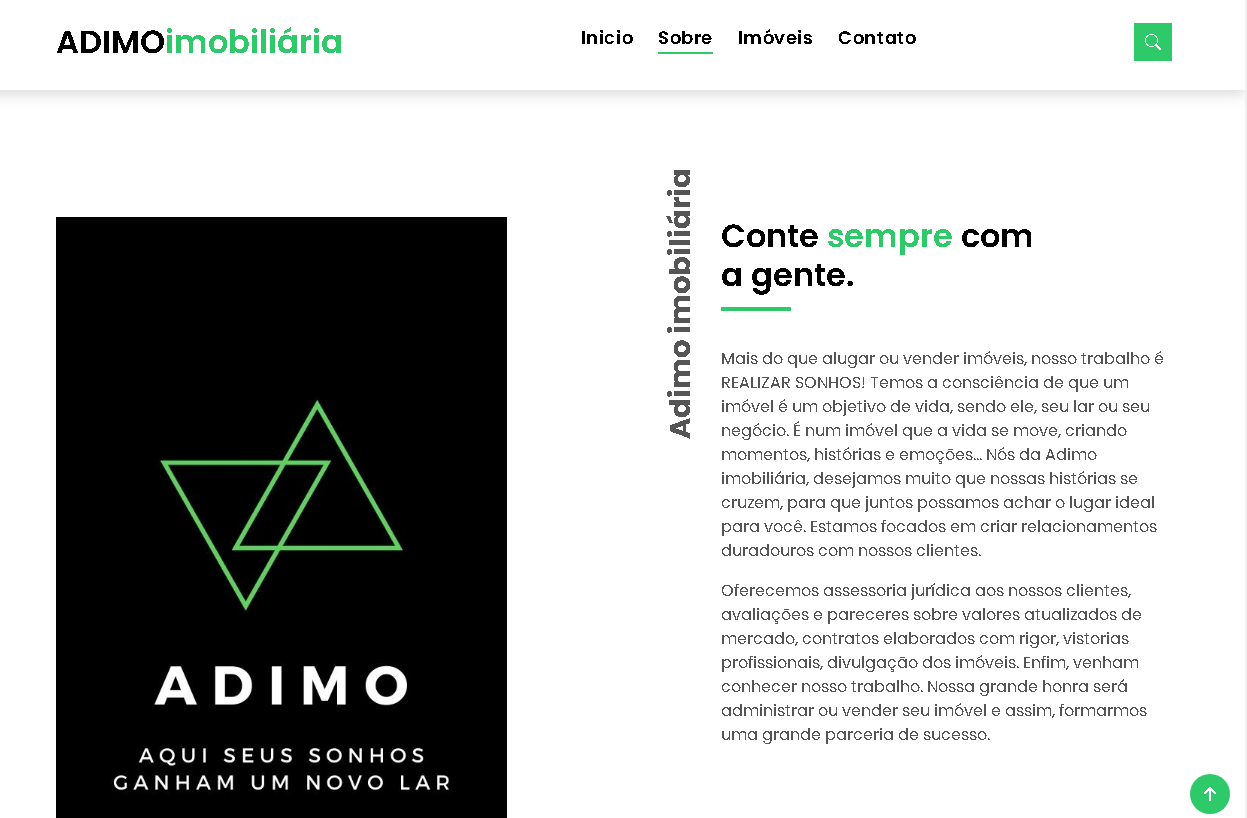 ADIMOimobiliária
Inicio
Sobre
Imóveis
Contato
ADIMO
AQUI SEUS SONHOS
GANHAM UM NOVO LAR
Adimo imobiliária
Conte sempre com
a gente.
Mais do que alugar ou vender imóveis, nosso trabalho é
REALIZAR SONHOS! Temos a consciência de que um
imóvel é um objetivo de vida, sendo ele, seu lar ou seu
negócio. É num imóvel que a vida se move, criando
momentos, histórias e emoções... Nós da Adimo
imobiliária, desejamos muito que nossas histórias se
cruzem, para que juntos possamos achar o lugar ideal
para você. Estamos focados em criar relacionamentos
duradouros com nossos clientes.
Oferecemos assessoria jurídica aos nossos clientes,
avaliações e pareceres sobre valores atualizados de
mercado, contratos elaborados com rigor, vistorias
profissionais, divulgação dos imóveis. Enfim, venham
conhecer nosso trabalho. Nossa grande honra será
administrar ou vender seu imóvel e assim, formarmos
uma grande parceria de sucesso.